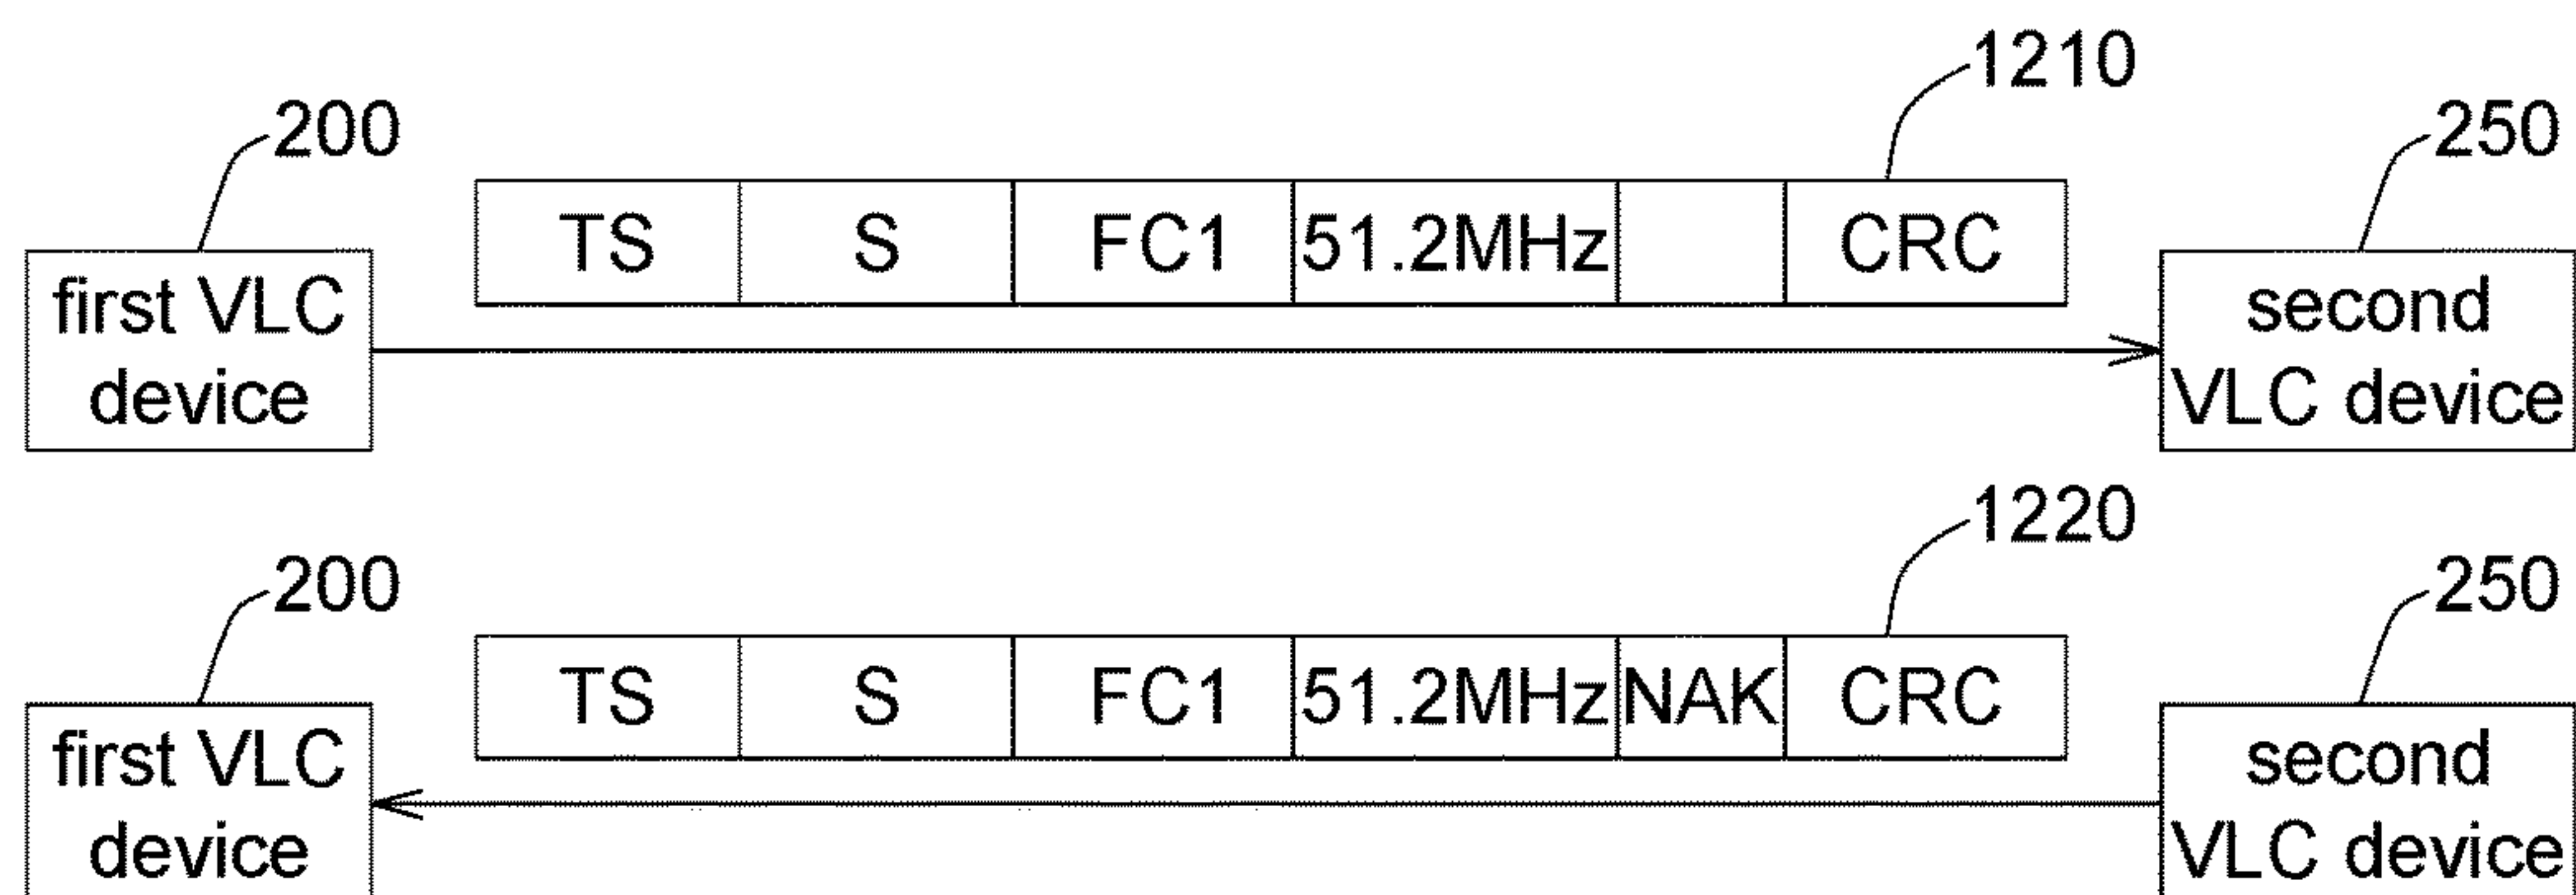 1210
200
250
TS S FC1 51.2MHz CRC
first VLC
device
second
VLC device
1220
200
250
TS S FC1 51.2MHz NAK CRC
first VLC
device
second
VLC device